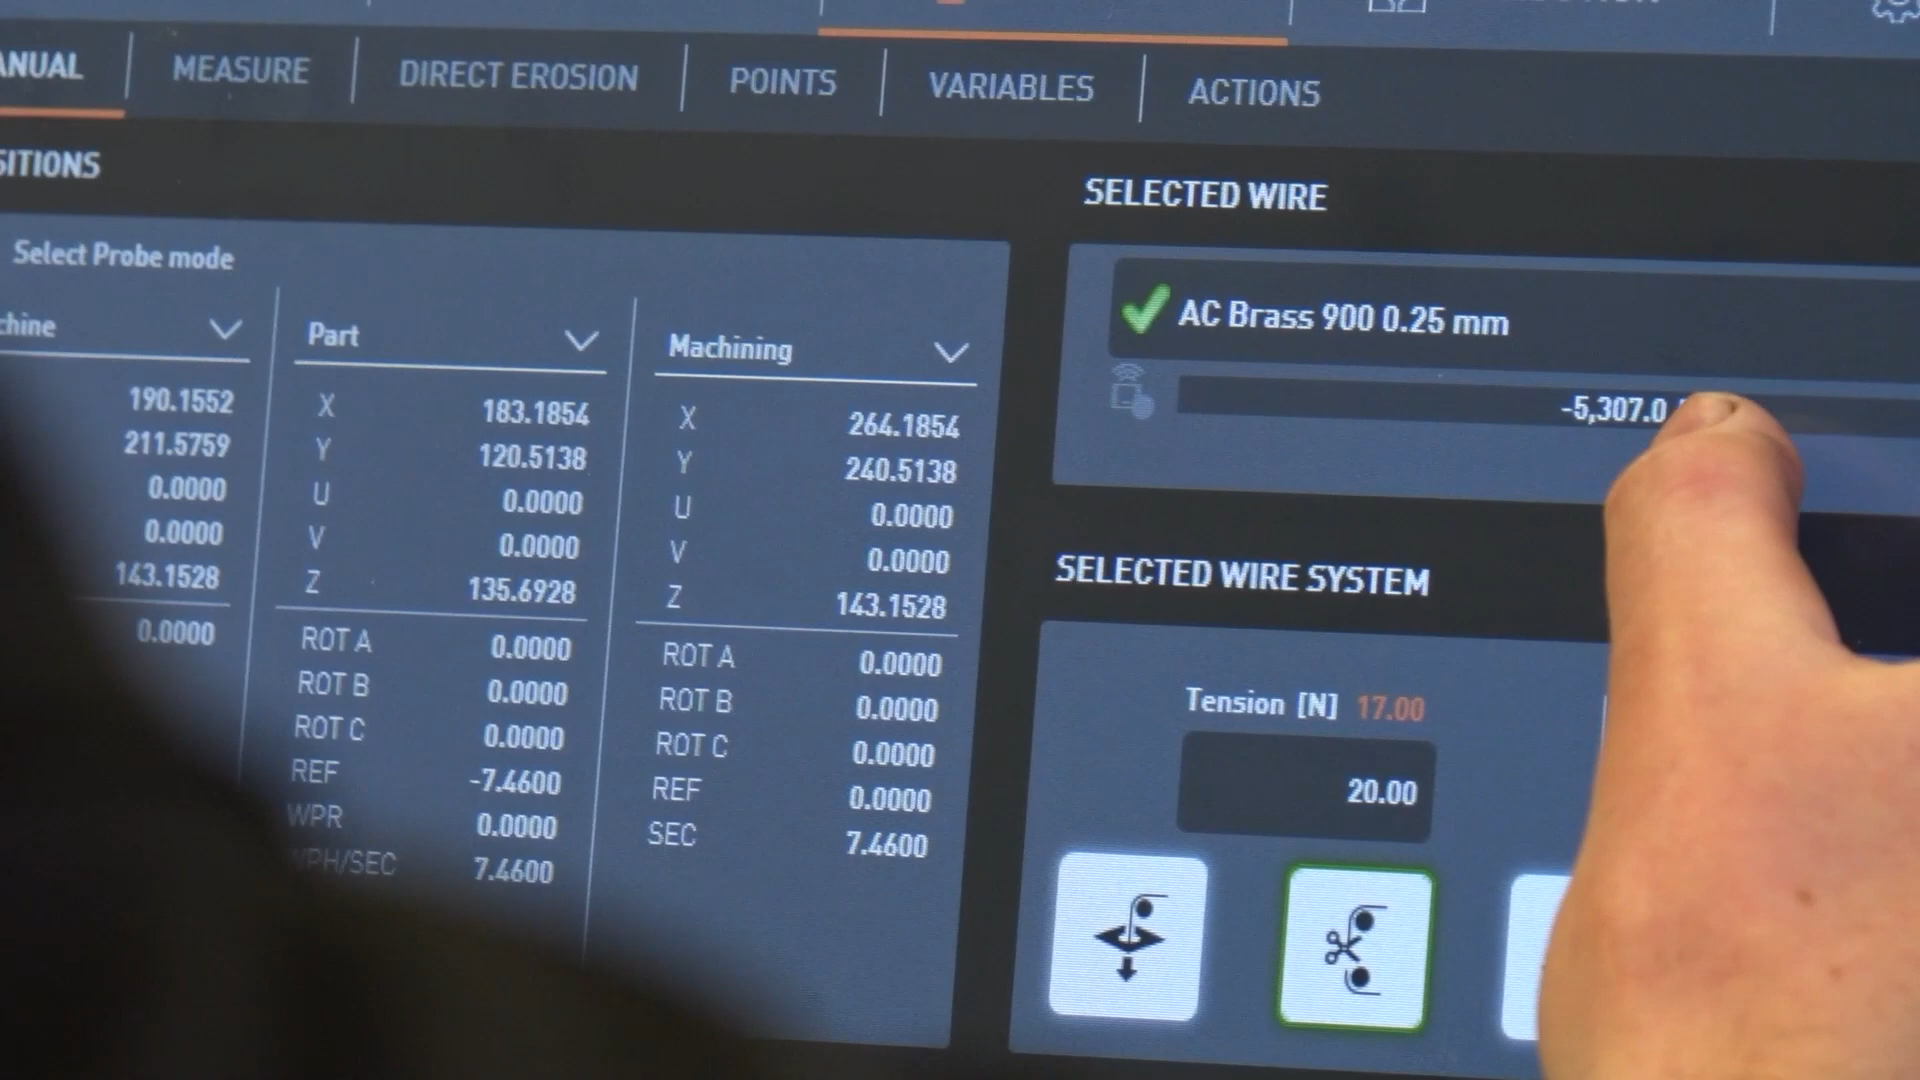 MEASURE
DIRECT EROSION
POINTS
VARIABLES
ACTIONS
SELECTED WIRE
Select Probe mode
AC Brass 900 0.25 mm
-5,307.0
Part
Machining
190.1552
211.5759
0.0000
0.0000
143.1528
0.0000
X 183.1854
Y 120.5138
U 0.0000
V 0.0000
Z 135.6928
ROT A 0.0000
ROT B 0.0000
ROT C 0.0000
REF -7.4600
WPR 0.0000
WPH/SEC 7.4600
X 264.1854
Y 240.5138
U 0.0000
V 0.0000
Z 143.1528
ROT A 0.0000
ROT B 0.0000
ROT C 0.0000
REF 0.0000
SEC 7.4600
SELECTED WIRE SYSTEM
Tension [N] 17.00
20.00